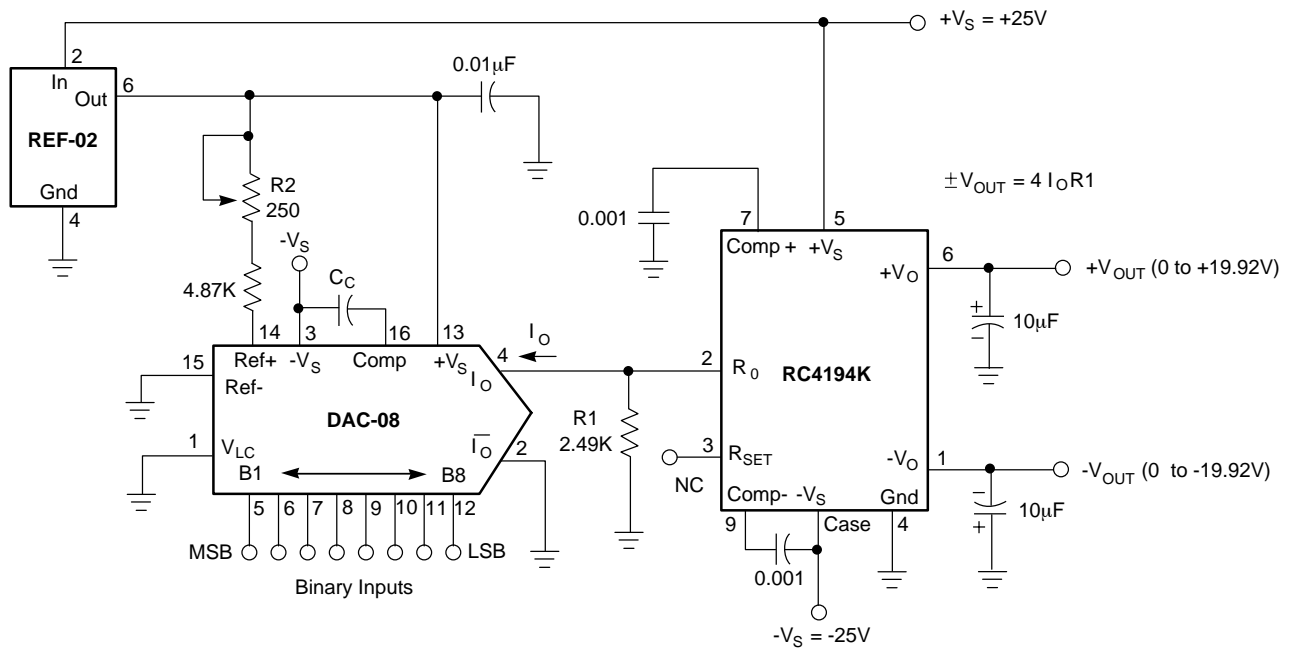 +VS = +25V
2
In
Out
6
REF-02
Gnd
4
0.01μF
R2
250
4.87K
-VS
CC
0.001
±VOUT = 4 IOR1
14
3
16
13
Ref+
-VS
Comp
+VS
15
Ref-
IO
4
IO
DAC-08
1
VLC
IO
2
B1
B8
5
6
7
8
9
10
11
12
MSB
LSB
Binary Inputs
R1
2.49K
7
5
Comp +
+VS
+VO
6
+VOUT (0 to +19.92V)
+
10μF
−
2
R0
RC4194K
3
RSET
NC
-VO
1
-VOUT (0 to -19.92V)
−
10μF
+
Comp-
-VS
Gnd
9
Case
4
0.001
-VS = -25V